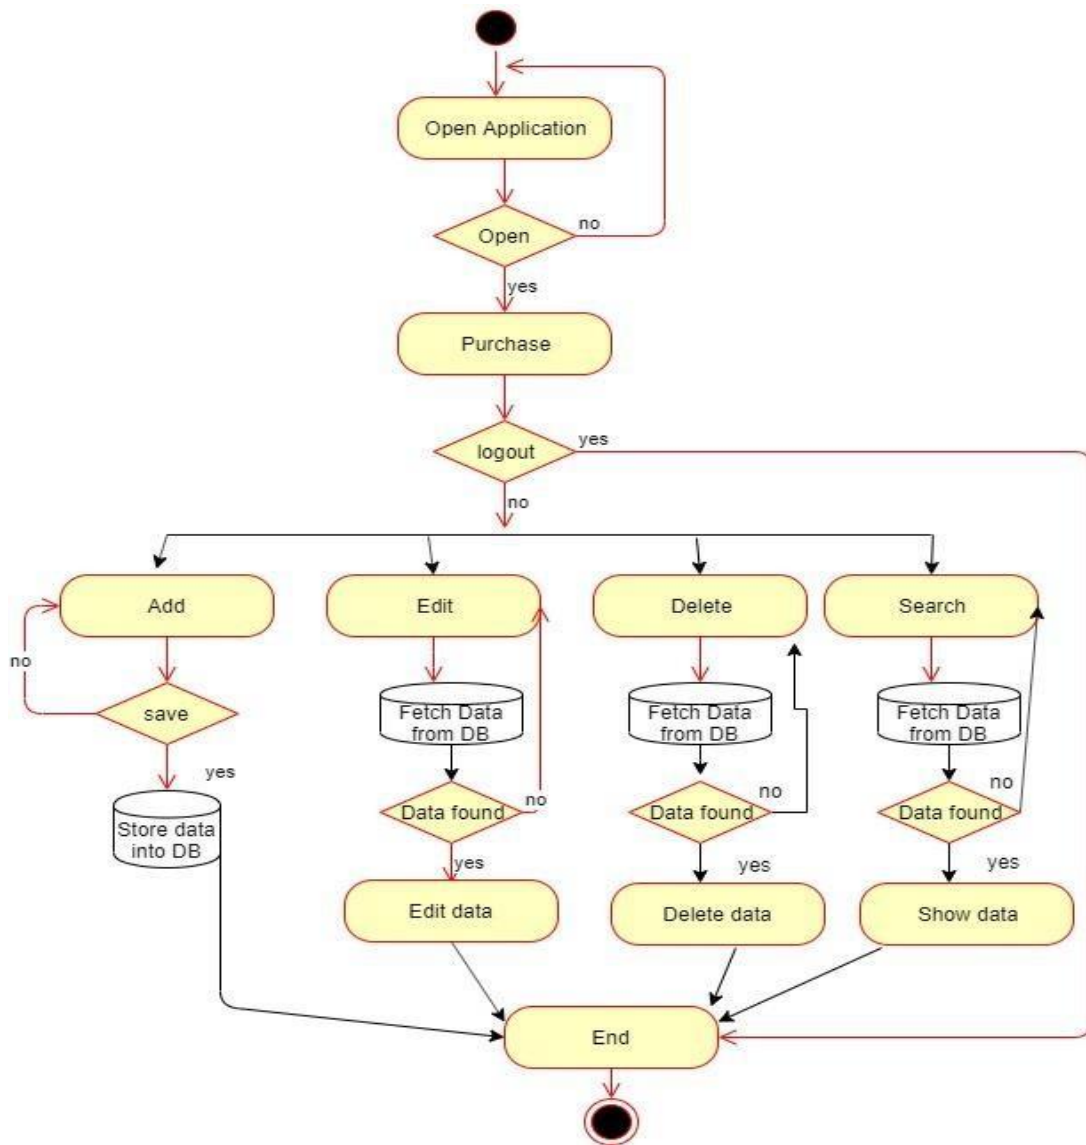 Open Application
Open
no
yes
Purchase
logout
yes
no
Add
Edit
Delete
Search
no
save
yes
Store data
into DB
Fetch Data
from DB
Data found
no
yes
Edit data
Fetch Data
from DB
Data found
no
yes
Delete data
Fetch Data
from DB
Data found
no
yes
Show data
End